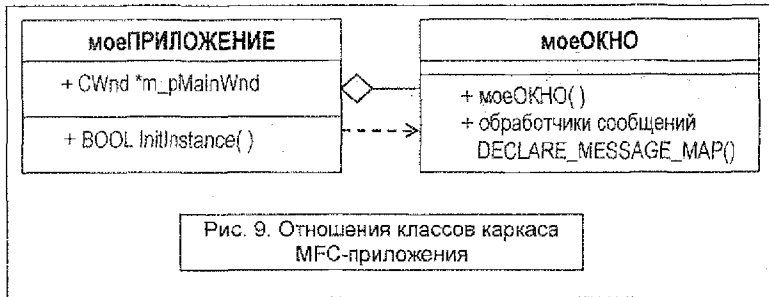 моеПРИЛОЖЕНИЕ
+ CWnd *m_pMainWnd
+ BOOL InitInstance( )
моеОКНО
+ моеОКНО( )
+ обработчики сообщений
DECLARE_MESSAGE_MAP()
Рис. 9. Отношения классов каркаса
MFC-приложения